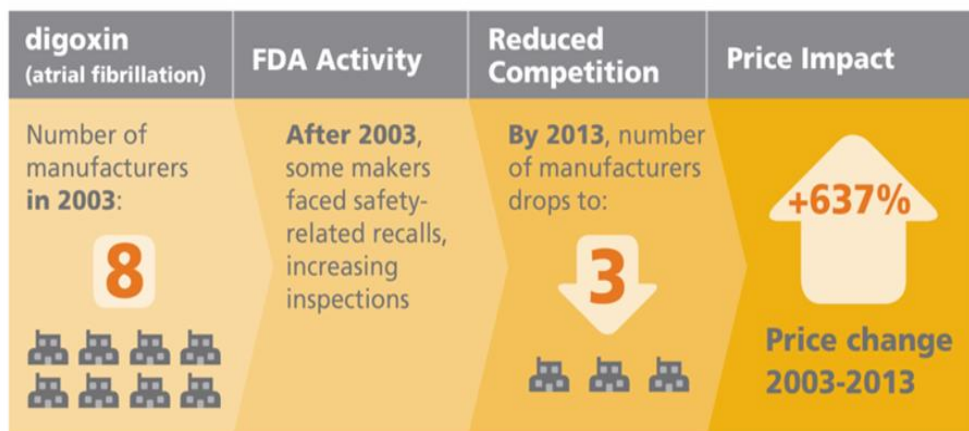 digoxin
(atrial fibrillation)
FDA Activity
Reduced
Competition
Price Impact
Number of
manufacturers
in 2003:
8
After 2003,
some makers
faced safety-
related recalls,
increasing
inspections
By 2013, number
of manufacturers
drops to:
3
+637%
Price change
2003-2013